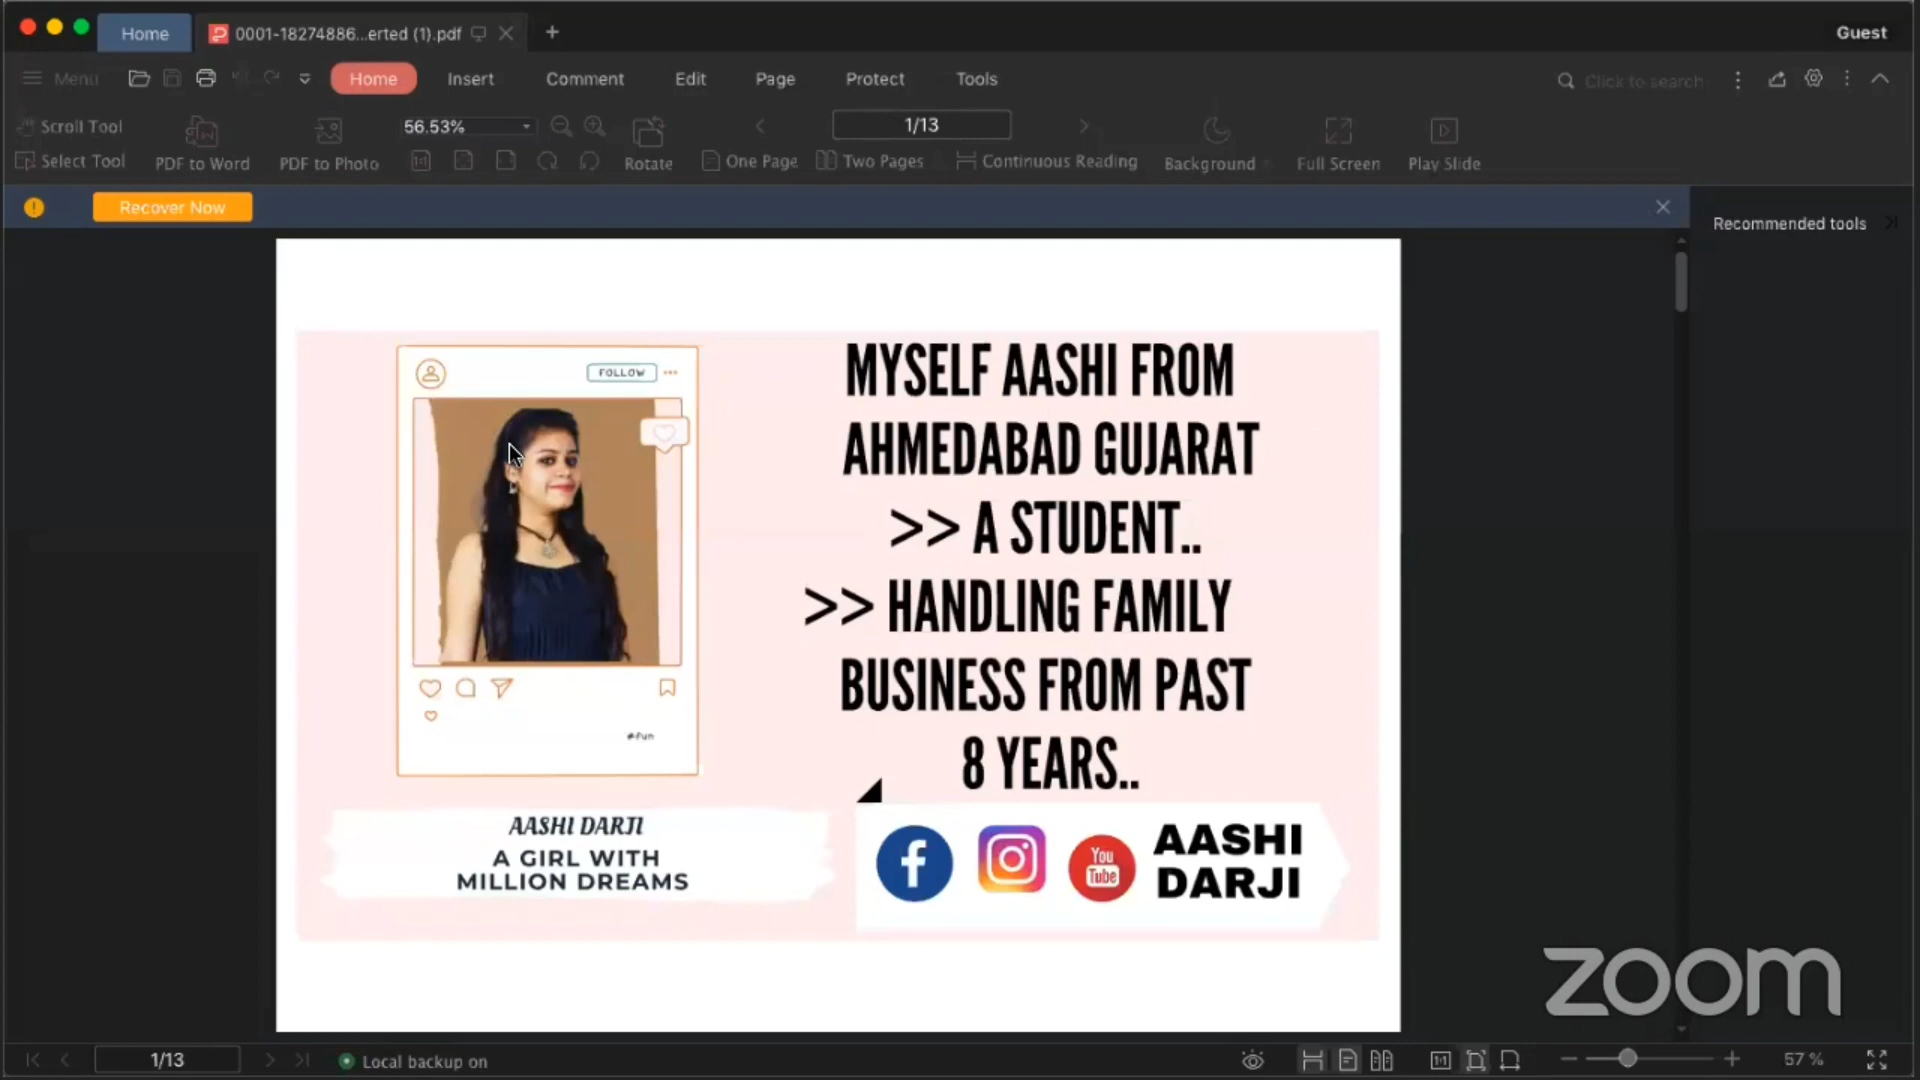 Home
0001-18274886...erted (1).pdf
Guest
Menu
Home
Insert
Comment
Edit
Page
Protect
Tools
Click to search
Scroll Tool
Select Tool
PDF to Word
PDF to Photo
56.53%
Rotate
1/13
One Page
Two Pages
Continuous Reading
Background
Full Screen
Play Slide
Recover Now
Recommended tools
FOLLOW
#Fun
MYSELF AASHI FROM
AHMEDABAD GUJARAT
>> A STUDENT..
>> HANDLING FAMILY
BUSINESS FROM PAST
8 YEARS..
AASHI DARJI
A GIRL WITH
MILLION DREAMS
f
You
Tube
AASHI
DARJI
zoom
1/13
Local backup on
57 %